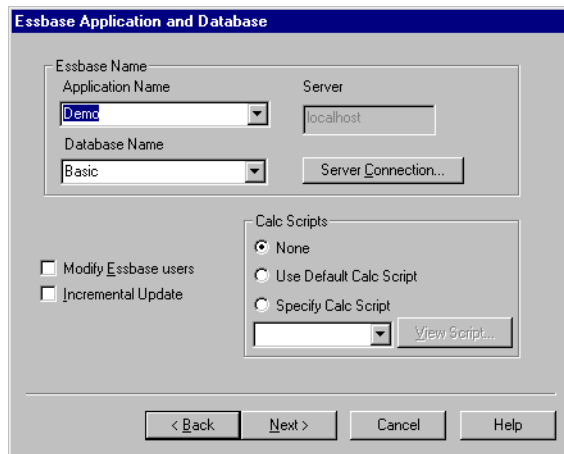 Essbase Application and Database
Essbase Name
Application Name
Server
Demo
localhost
Database Name
Basic
Server Connection...
Calc Scripts
None
Modify Essbase users
Use Default Calc Script
Incremental Update
Specify Calc Script
View Script...
< Back
Next >
Cancel
Help